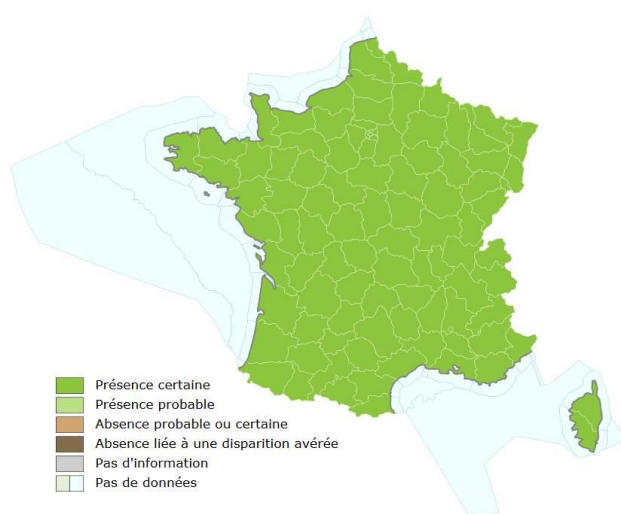 Présence certaine
Présence probable
Absence probable ou certaine
Absence liée à une disparition avérée
Pas d'information
Pas de données